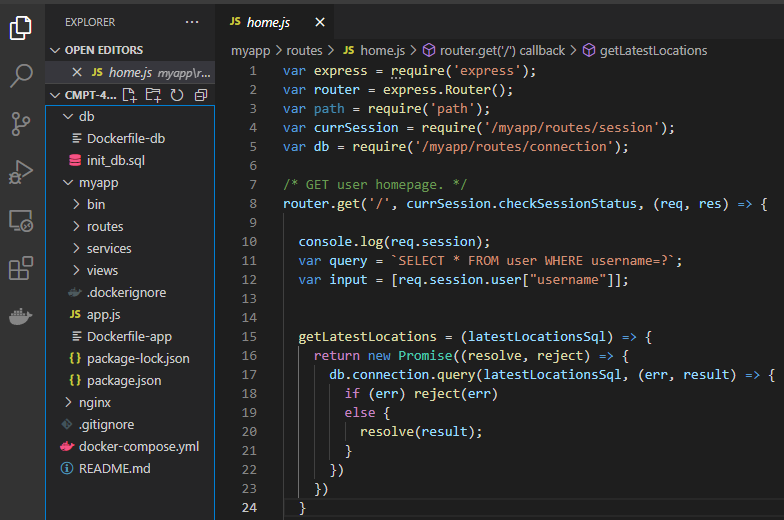 EXPLORER
OPEN EDITORS
JS home.js myapp\r...
CMPT-4...
db
Dockerfile-db
init_db.sql
myapp
bin
routes
services
views
.dockerignore
JS app.js
Dockerfile-app
{} package-lock.json
{} package.json
nginx
.gitignore
docker-compose.yml
README.md
JS home.js
myapp > routes > JS home.js > router.get('/') callback > getLatestLocations
1 var express = require('express');
2 var router = express.Router();
3 var path = require('path');
4 var currSession = require('/myapp/routes/session');
5 var db = require('/myapp/routes/connection');
6
7 /* GET user homepage. */
8 router.get('/', currSession.checkSessionStatus, (req, res) => {
9
10 console.log(req.session);
11 var query = `SELECT * FROM user WHERE username=?`;
12 var input = [req.session.user["username"]];
13
14
15 getLatestLocations = (latestLocationsSql) => {
16 return new Promise((resolve, reject) => {
17 db.connection.query(latestLocationsSql, (err, result) => {
18 if (err) reject(err)
19 else {
20 resolve(result);
21 }
22 })
23 })
24 }